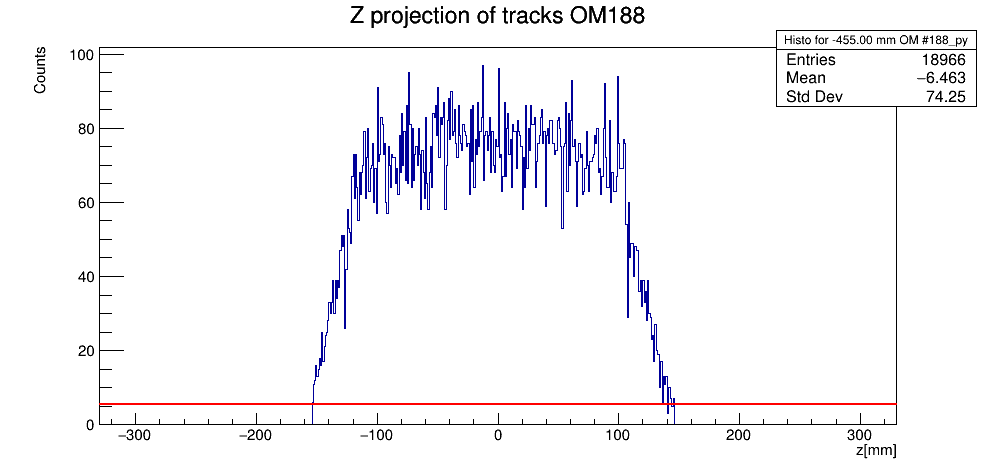 Z projection of tracks OM188
Histo for -455.00 mm OM #188_py
Entries 18966
Mean −6.463
Std Dev 74.25
Counts
100
80
60
40
20
0
−300 −200 −100 0 100 200 300
z[mm]